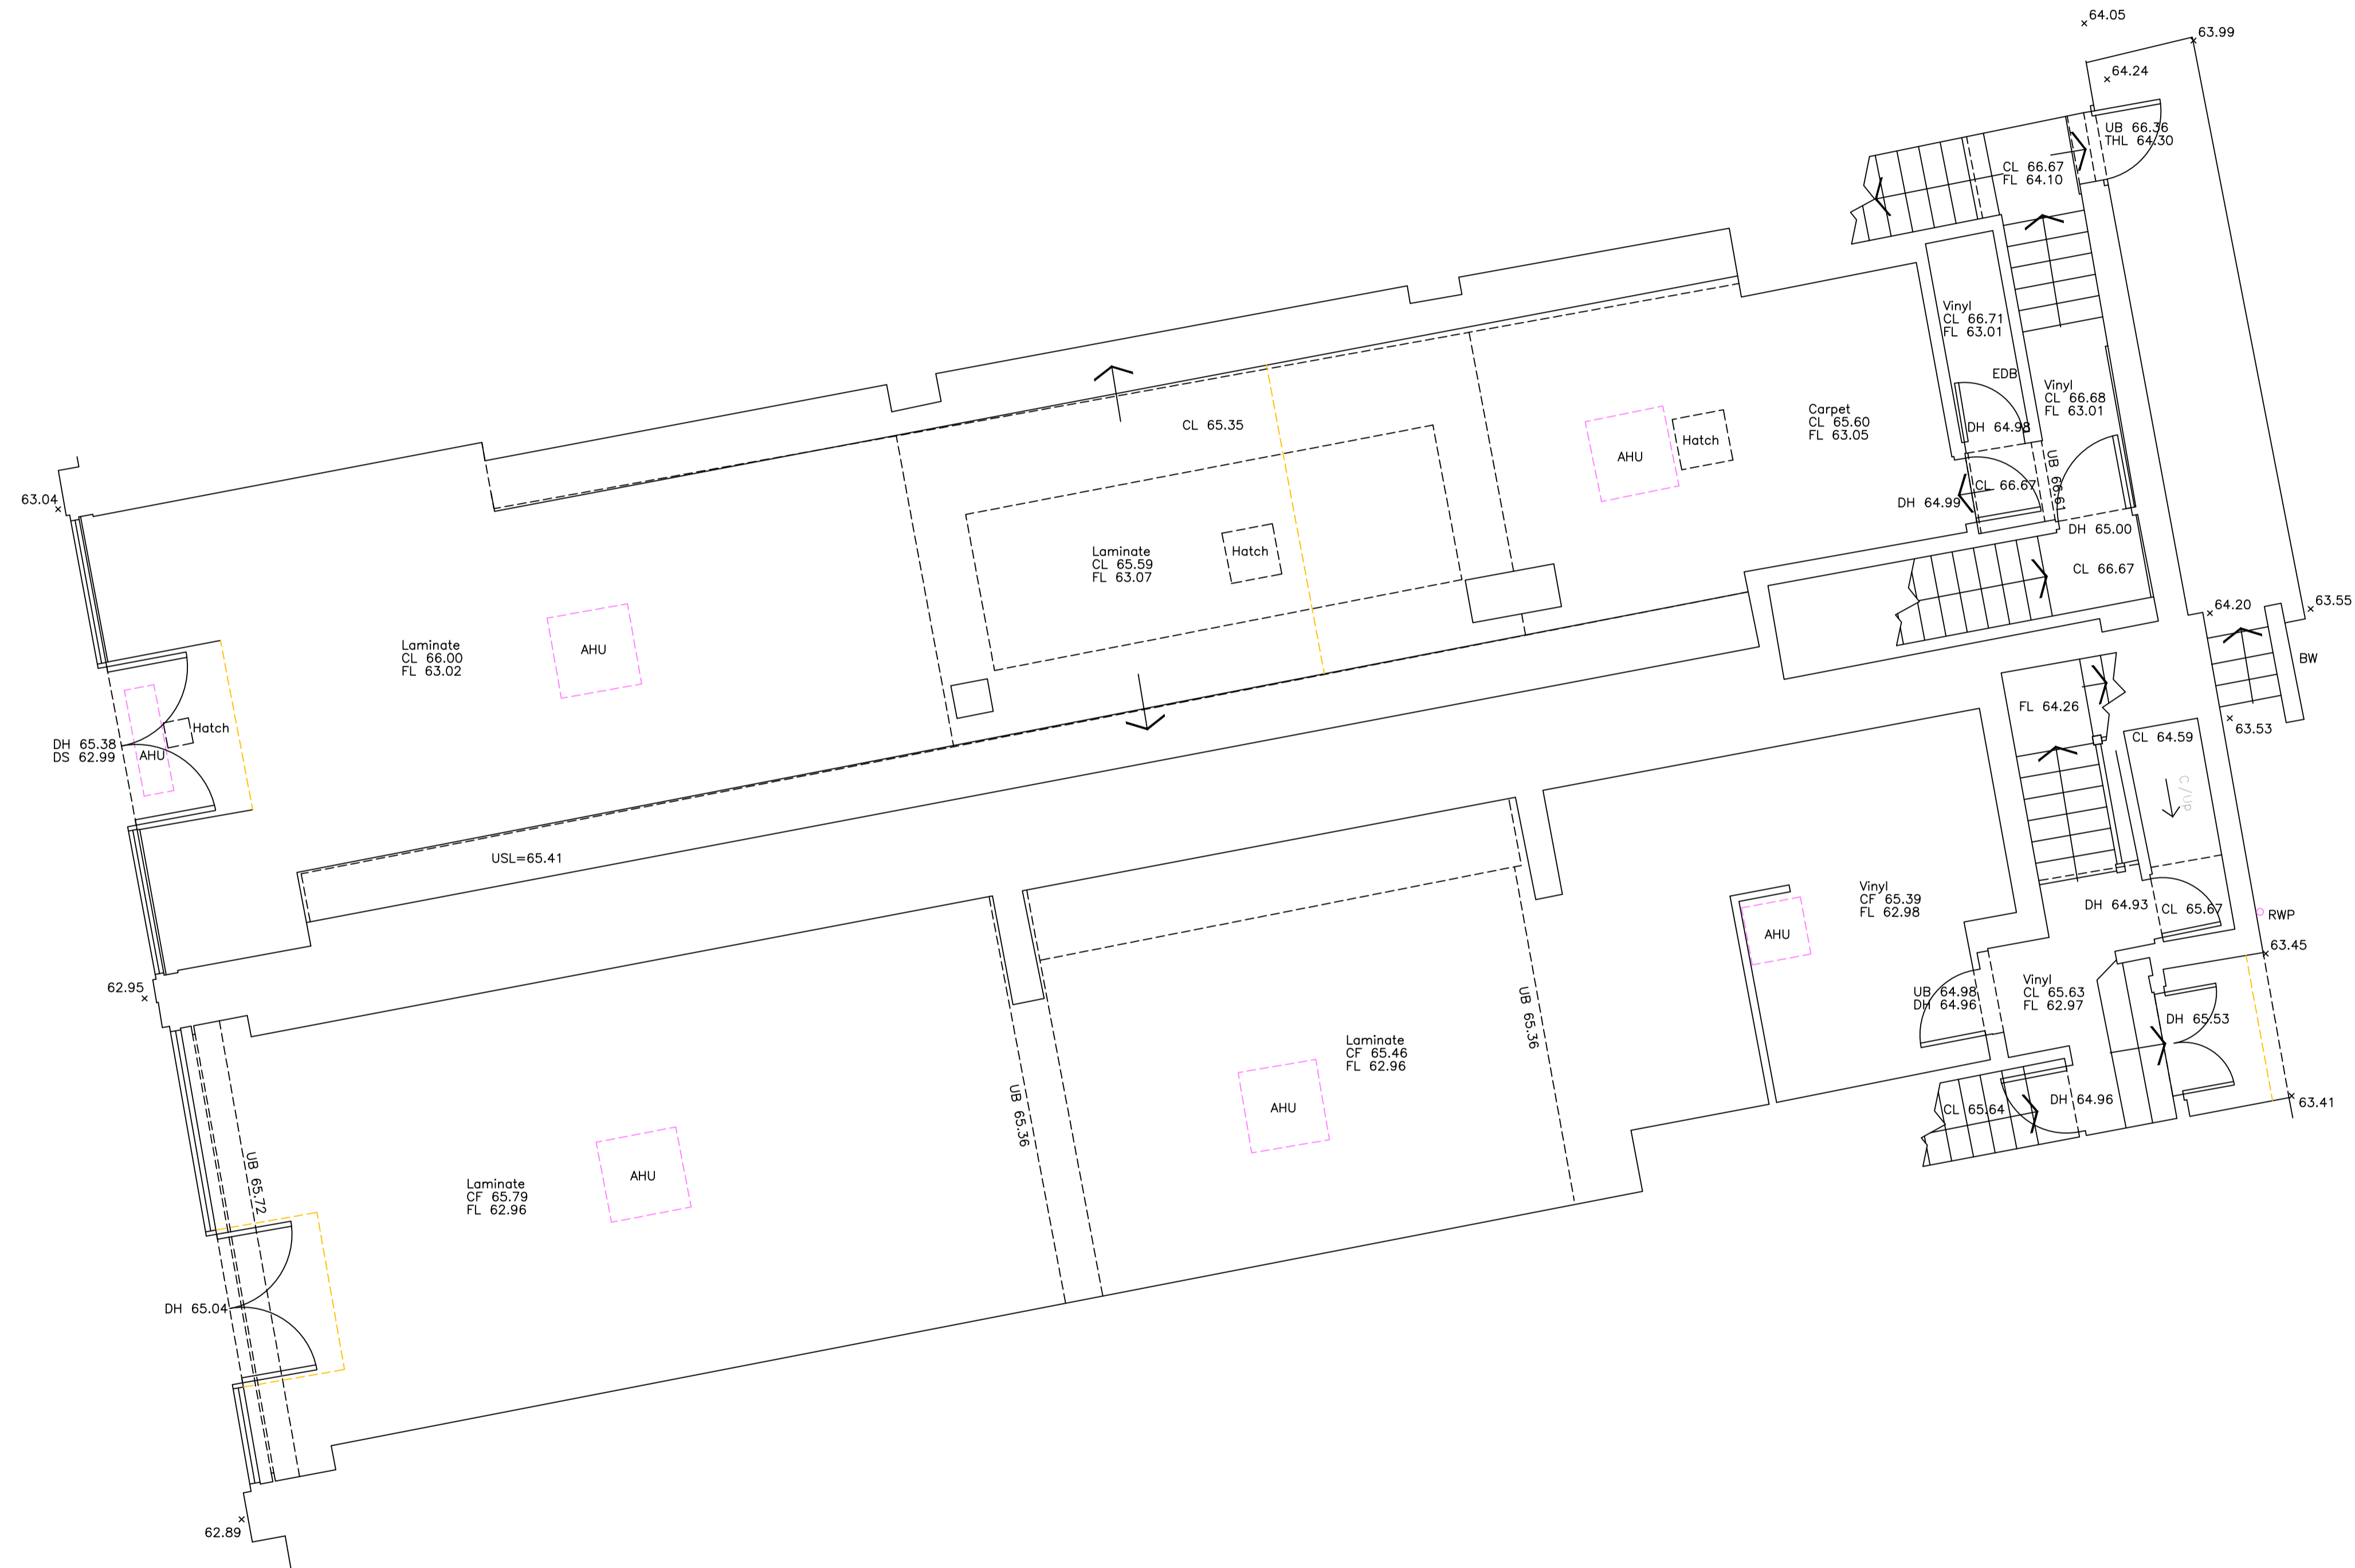 64.05
63.99
64.24
UB 66.36
THL 64.30
CL 66.67
FL 64.10
Vinyl
CL 66.71
FL 63.01
EDB
Vinyl
CL 66.68
FL 63.01
DH 64.98
UB 66.61
CL 66.67
DH 64.99
DH 65.00
CL 66.67
Carpet
CL 65.60
FL 63.05
Hatch
AHU
CL 65.35
63.04
Laminate
CL 65.59
FL 63.07
Hatch
Laminate
CL 66.00
FL 63.02
AHU
Hatch
DH 65.38
DS 62.99
AHU
USL=65.41
64.20
63.55
BW
FL 64.26
63.53
CL 64.59
C/Up
DH 64.93
CL 65.67
RWP
63.45
Vinyl
CF 65.39
FL 62.98
AHU
62.95
UB 64.98
DH 64.96
Vinyl
CL 65.63
FL 62.97
DH 65.53
UB 65.36
Laminate
CF 65.46
FL 62.96
AHU
CL 65.64
DH 64.96
63.41
UB 65.36
UB 65.72
Laminate
CF 65.79
FL 62.96
AHU
DH 65.04
62.89